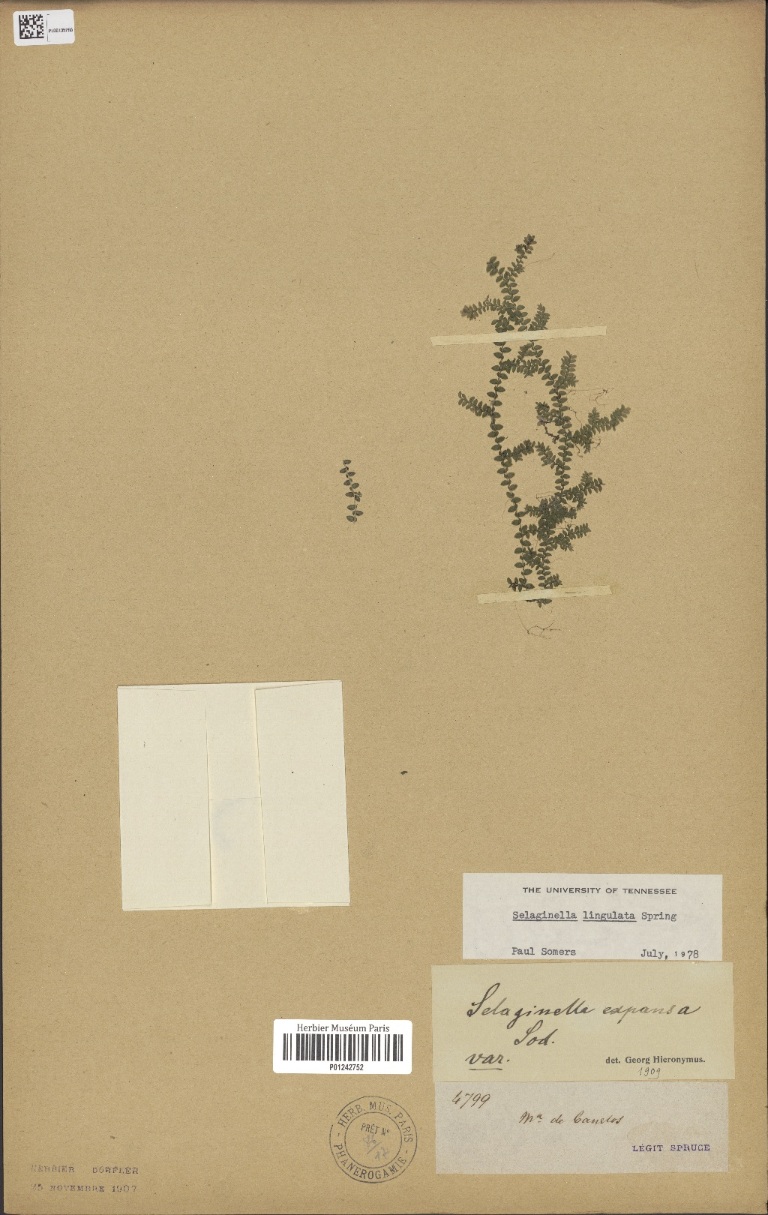 THE UNIVERSITY OF TENNESSEE
Selaginella lingulata Spring
Paul Somers July, 1978
Selaginella expansa
Sod.
var. det. Georg Hieronymus.
1909
Herbier Muséum Paris
P01242752
4799
Mn de Canelos
LEGIT SPRUCE
HERB. MUS. PARIS
PRÊT No
PHANEROGAMIE
HERBIER DÖRFLER
25 NOVEMBRE 1907